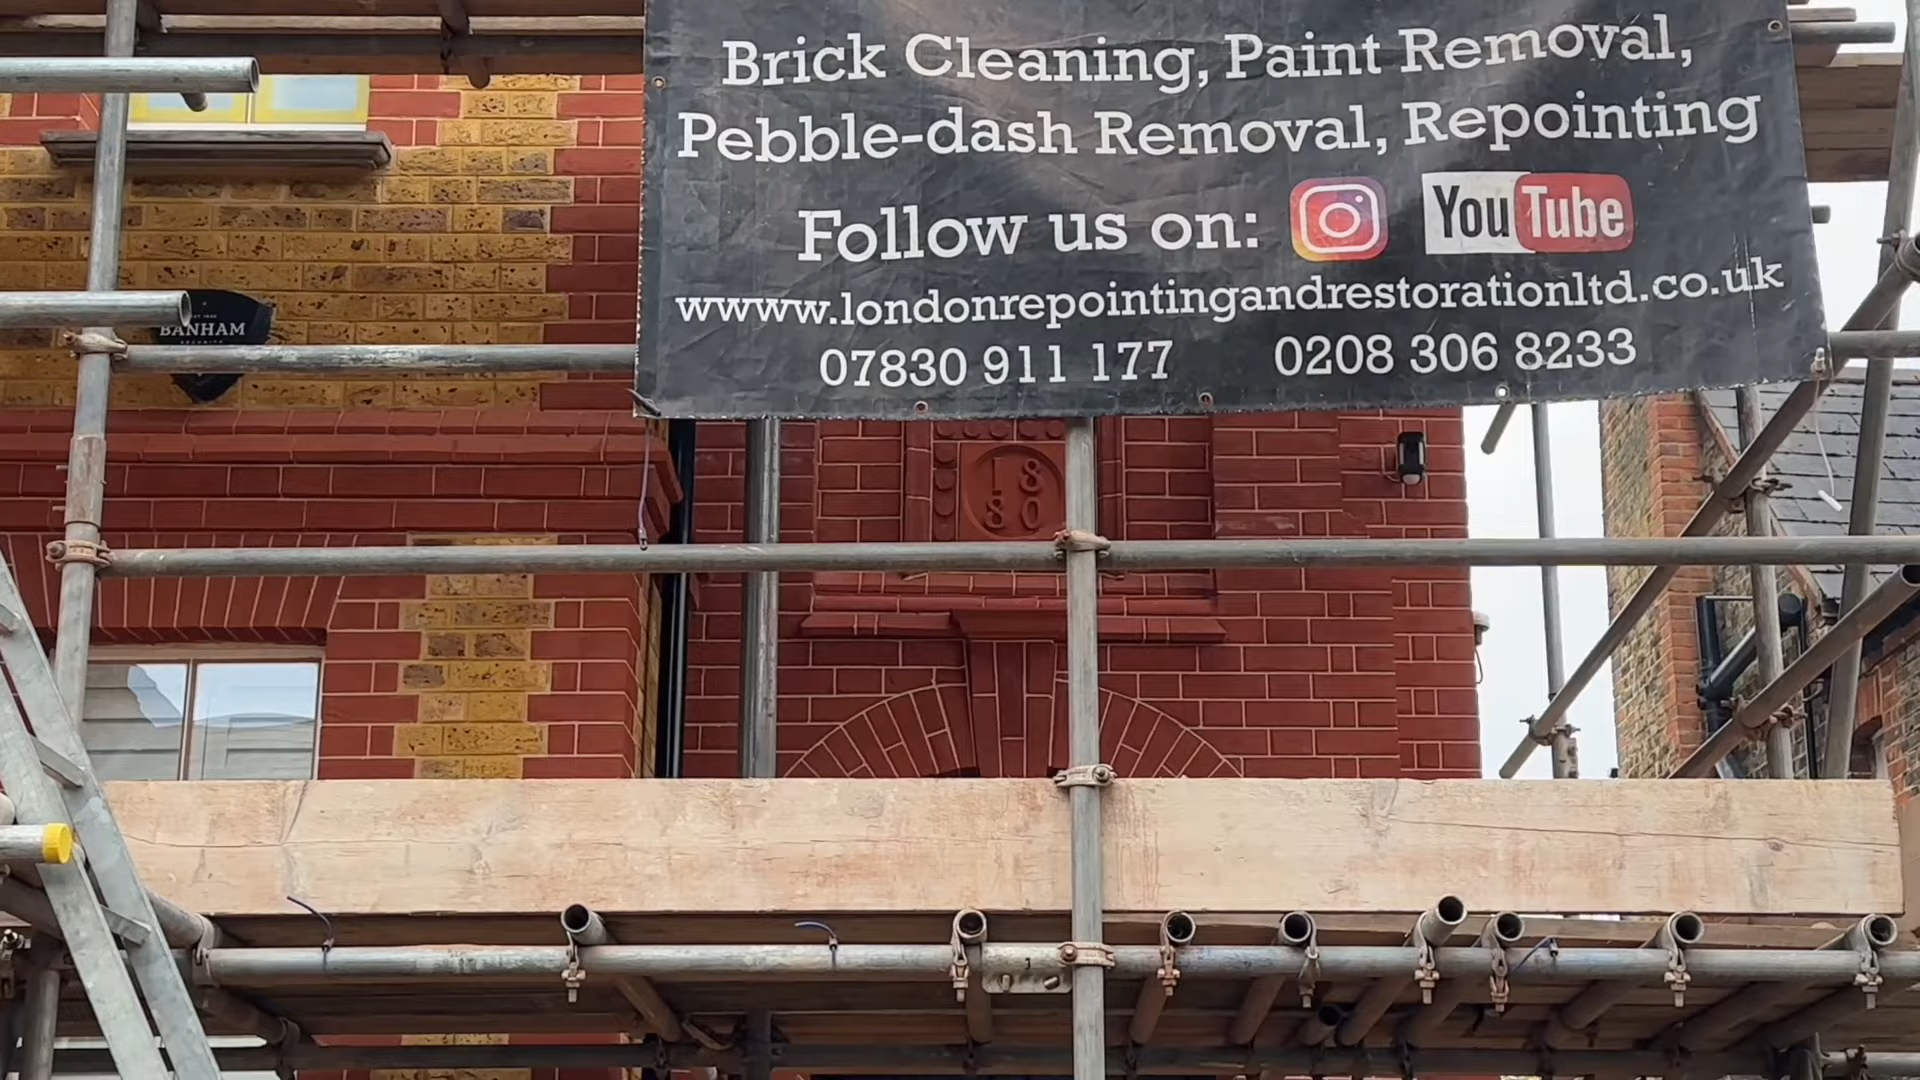 Brick Cleaning, Paint Removal,
Pebble-dash Removal, Repointing
Follow us on: YouTube
www.londonrepointingandrestorationltd.co.uk
07830 911 177 0208 306 8233
BANHAM
SECURITY
18
80